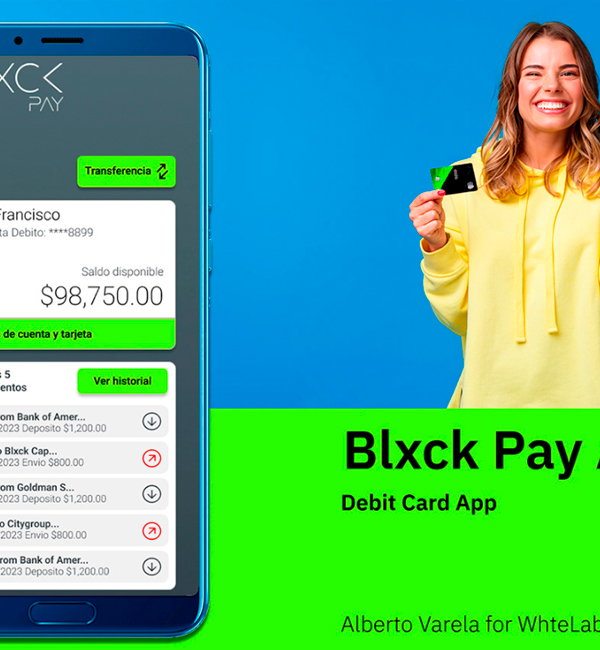 XCK
PAY
Transferencia
Francisco
ta Debito: ****8899
Saldo disponible
$98,750.00
de cuenta y tarjeta
s 5
entos
Ver historial
rom Bank of Amer...
2023 Deposito $1,200.00
o Blxck Cap...
2023 Envio $800.00
om Goldman S...
2023 Deposito $1,200.00
o Citygroup...
2023 Envio $800.00
rom Bank of Amer...
2023 Deposito $1,200.00
Blxck Pay
Debit Card App
Alberto Varela for WhteLab